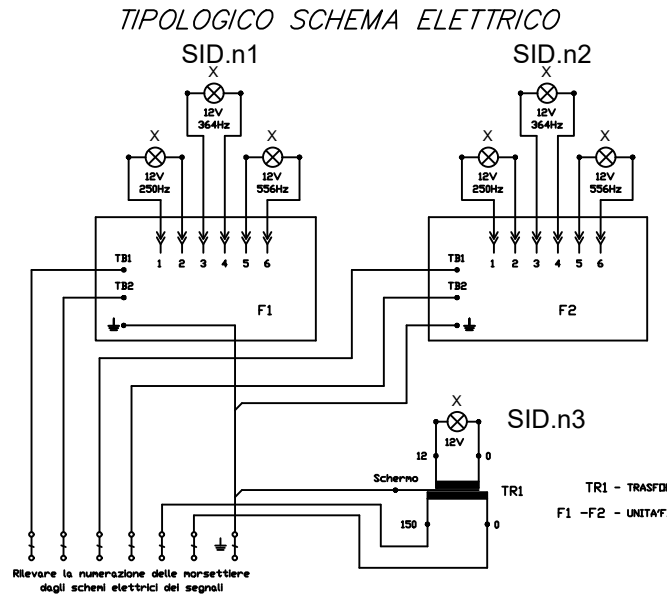 TIPOLOGICO SCHEMA ELETTRICO
SID.n1
SID.n2
X
X
12V
364Hz
12V
364Hz
X
X
X
X
12V
250Hz
12V
556Hz
12V
250Hz
12V
556Hz
1 2 3 4 5 6
1 2 3 4 5 6
TB1
TB1
TB2
TB2
F1
F2
X
SID.n3
12V
12
0
Schermo
TR1
TR1 -
F1 -F2 -
150
0
Rilevare la numerazione delle morsettiere
dagli schemi elettrici dei segnali